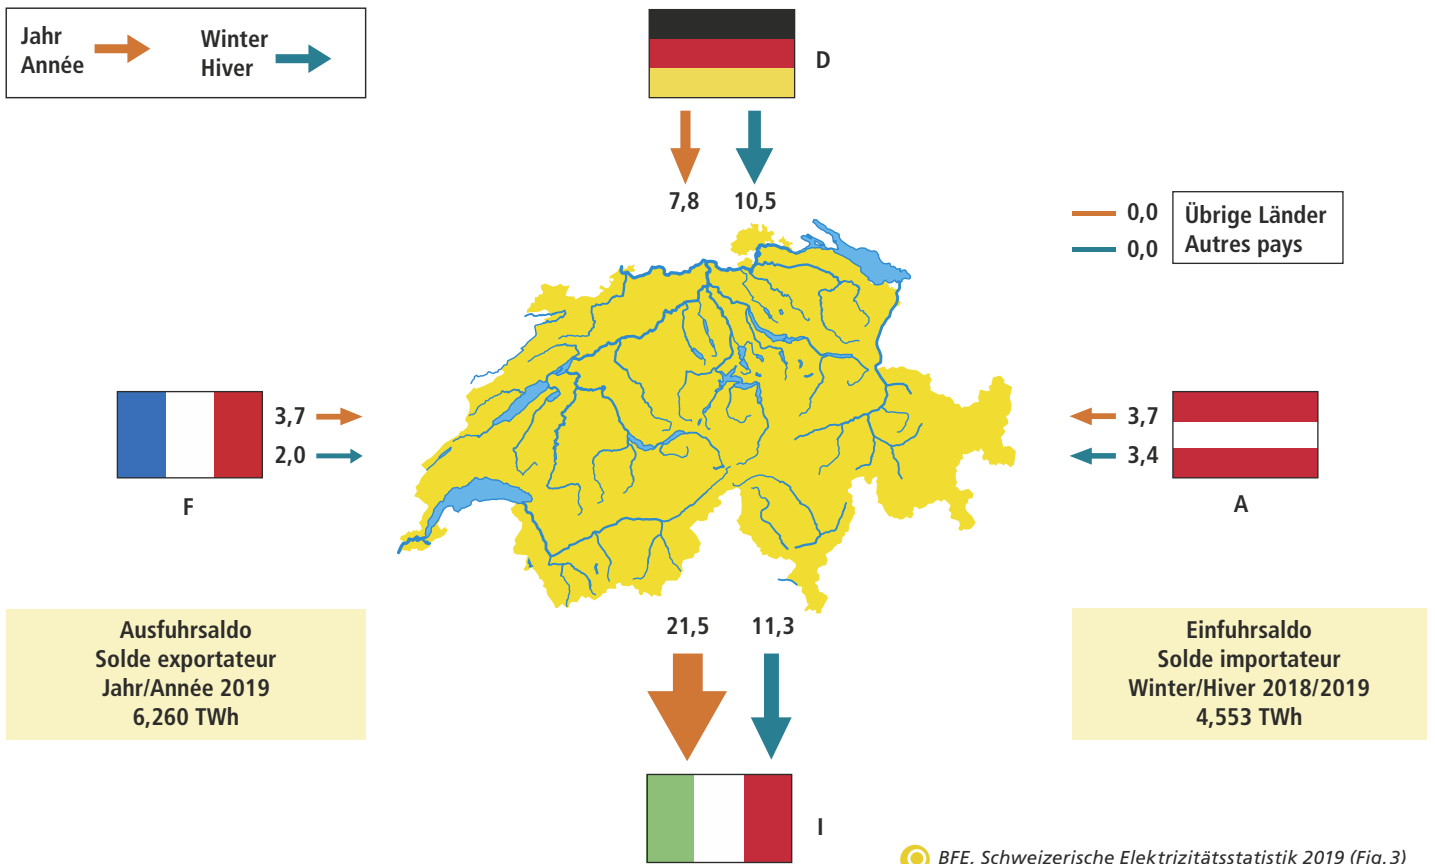 Jahr
Année
Winter
Hiver
D
7,8
10,5
0,0
0,0
Übrige Länder
Autres pays
3,7
2,0
F
3,7
3,4
A
Ausfuhrsaldo
Solde exportateur
Jahr/Année 2019
6,260 TWh
21,5
11,3
Einfuhrsaldo
Solde importateur
Winter/Hiver 2018/2019
4,553 TWh
I
BFE, Schweizerische Elektrizitätsstatistik 2019 (Fig. 3)